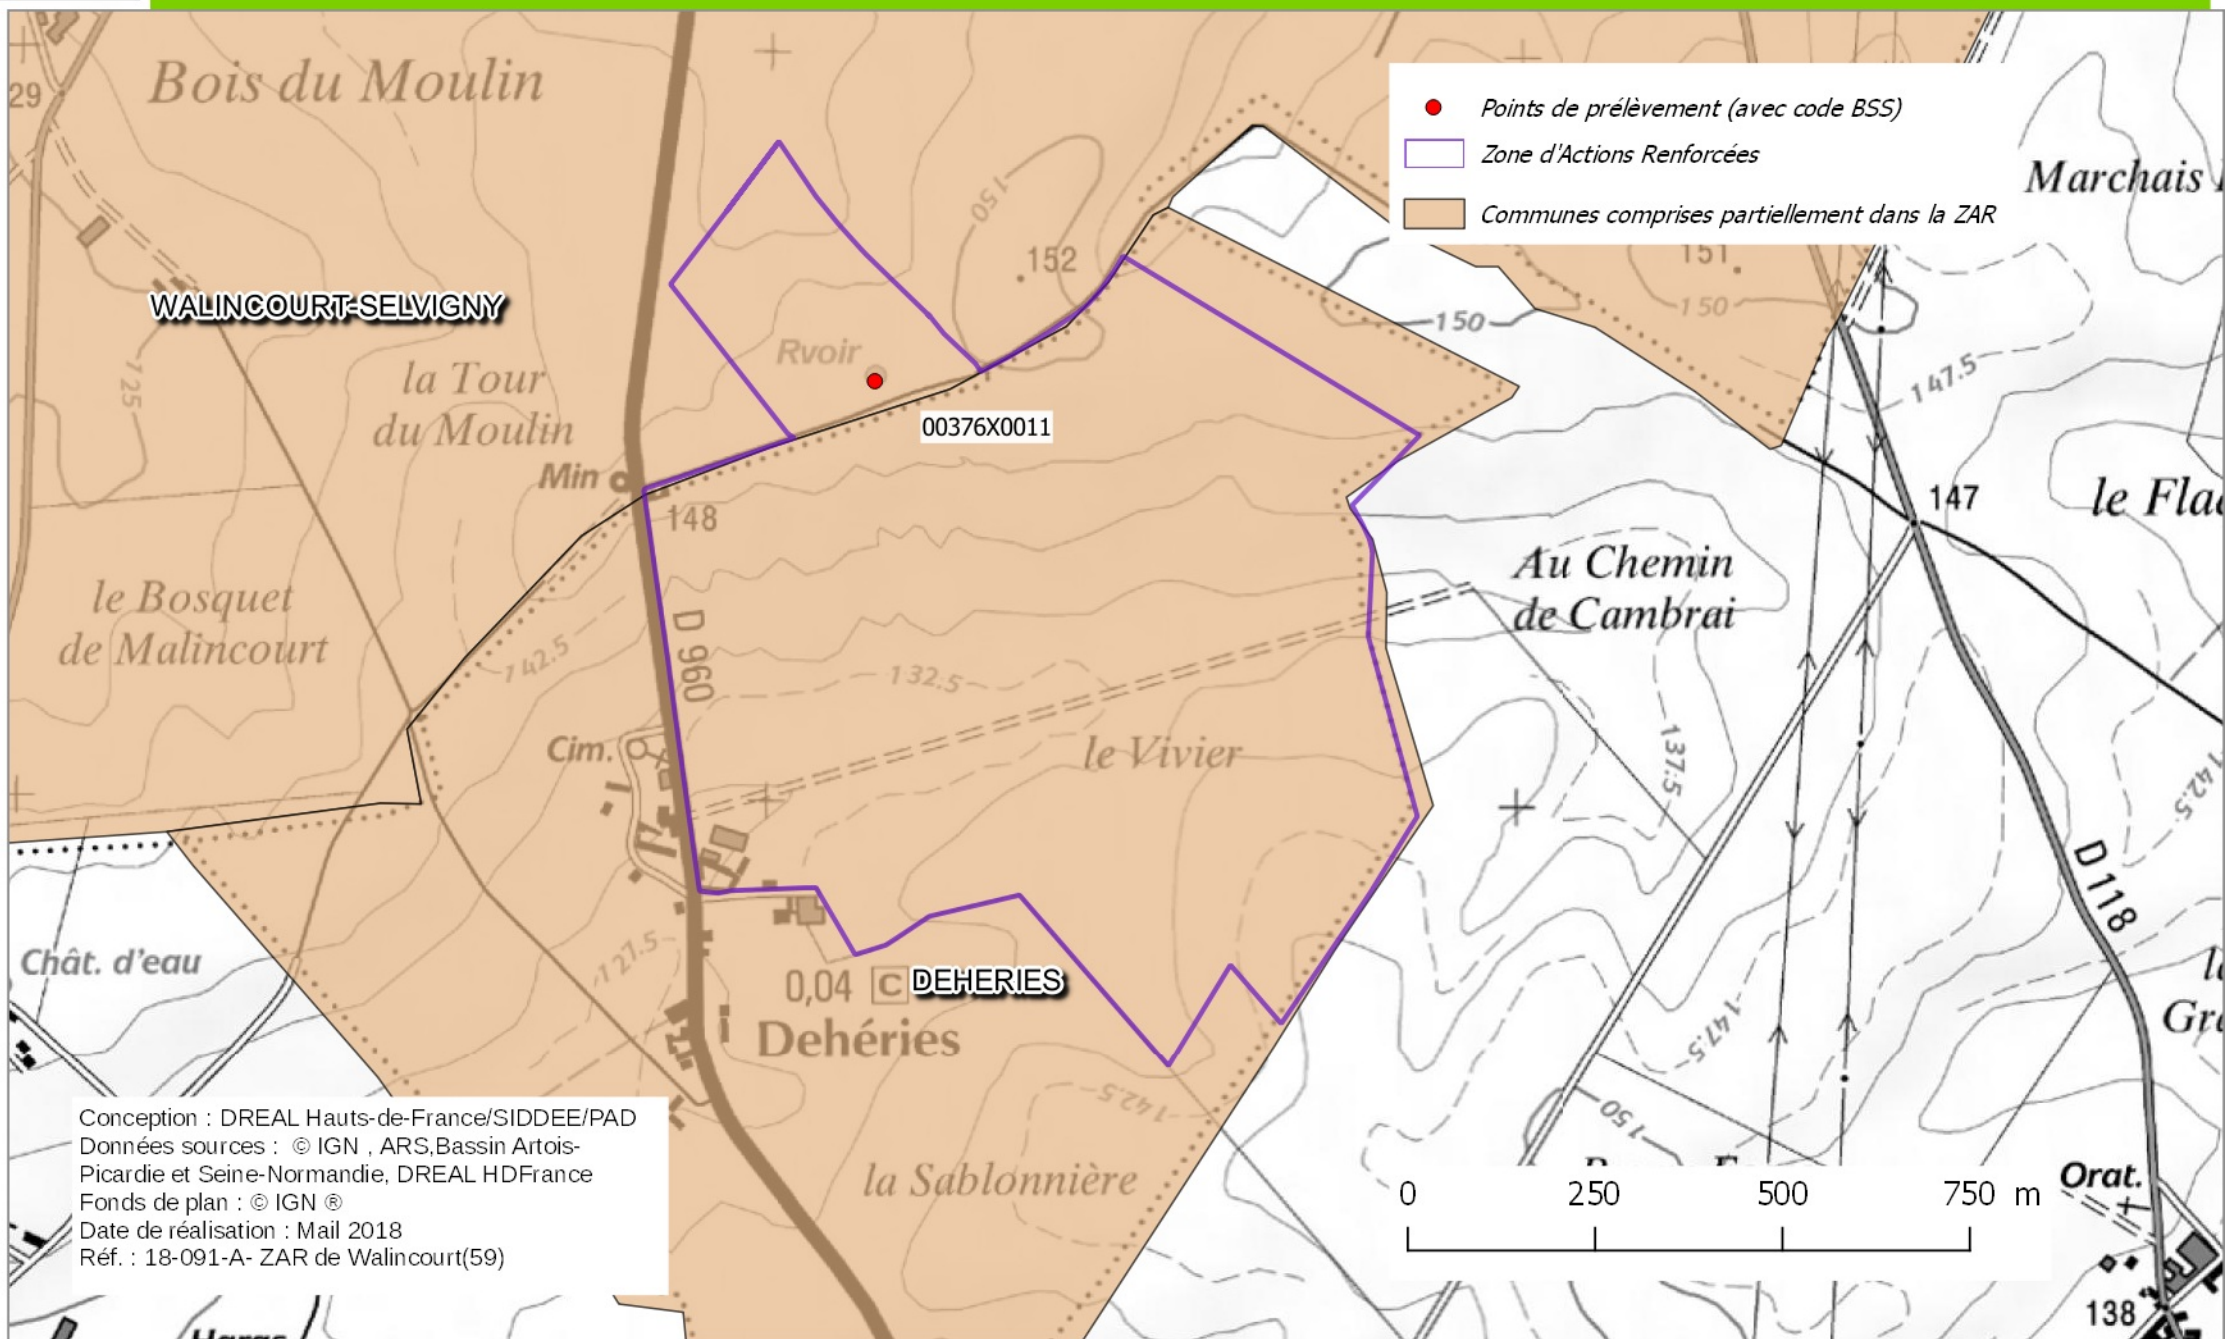 Bois du Moulin
29
Points de prélèvement (avec code BSS)
Zone d'Actions Renforcées
Communes comprises partiellement dans la ZAR
Marchais
150
152
151
150
150
WALINCOURT-SELVIGNY
la Tour
du Moulin
125
Rvoir
147.5
00376X0011
Min
148
147
le Flac
Au Chemin
de Cambrai
le Bosquet
de Malincourt
142.5
D 960
132.5
Cim.
le Vivier
137.5
142.5
D 118
Chât. d'eau
127.5
0,04 C DEHERIES
Dehéries
147.5
142.5
150
la Sablonnière
Conception : DREAL Hauts-de-France/SIDDEE/PAD
Données sources : © IGN , ARS,Bassin Artois-
Picardie et Seine-Normandie, DREAL HDFrance
Fonds de plan : © IGN ®
Date de réalisation : Mail 2018
Réf. : 18-091-A- ZAR de Walincourt(59)
0 250 500 750 m
Orat.
138